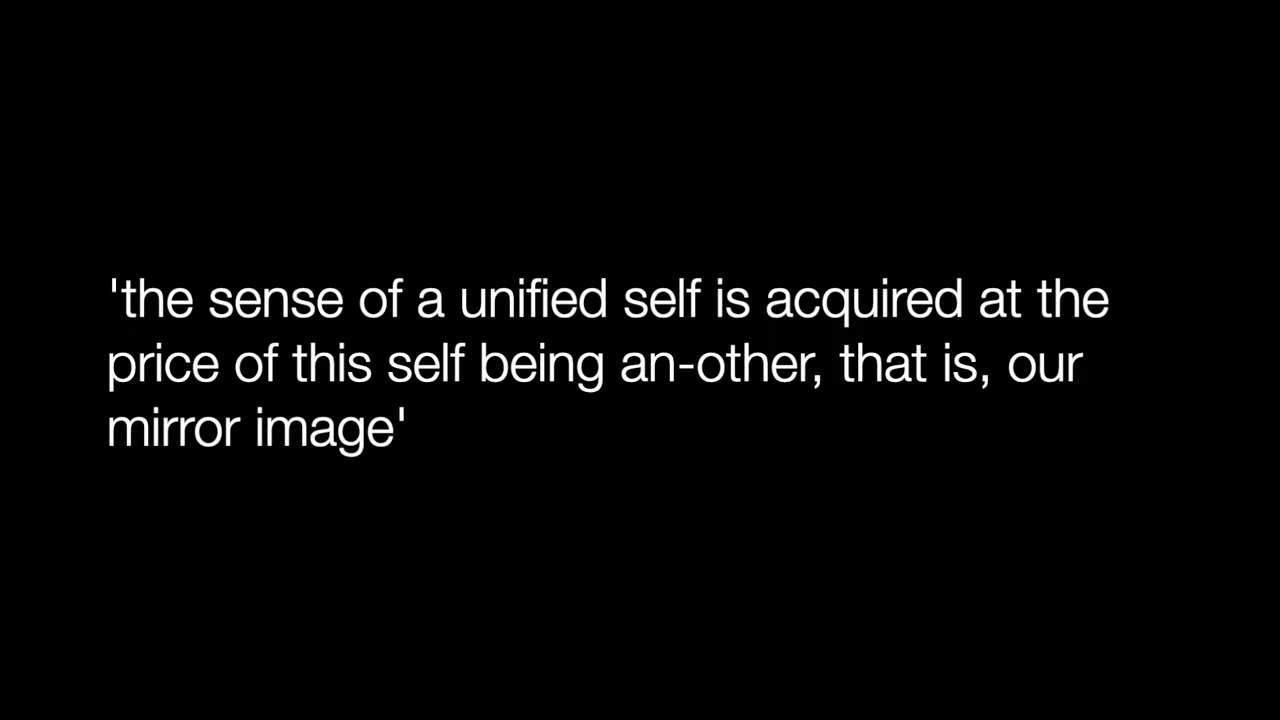 'the sense of a unified self is acquired at the
price of this self being an-other, that is, our
mirror image'